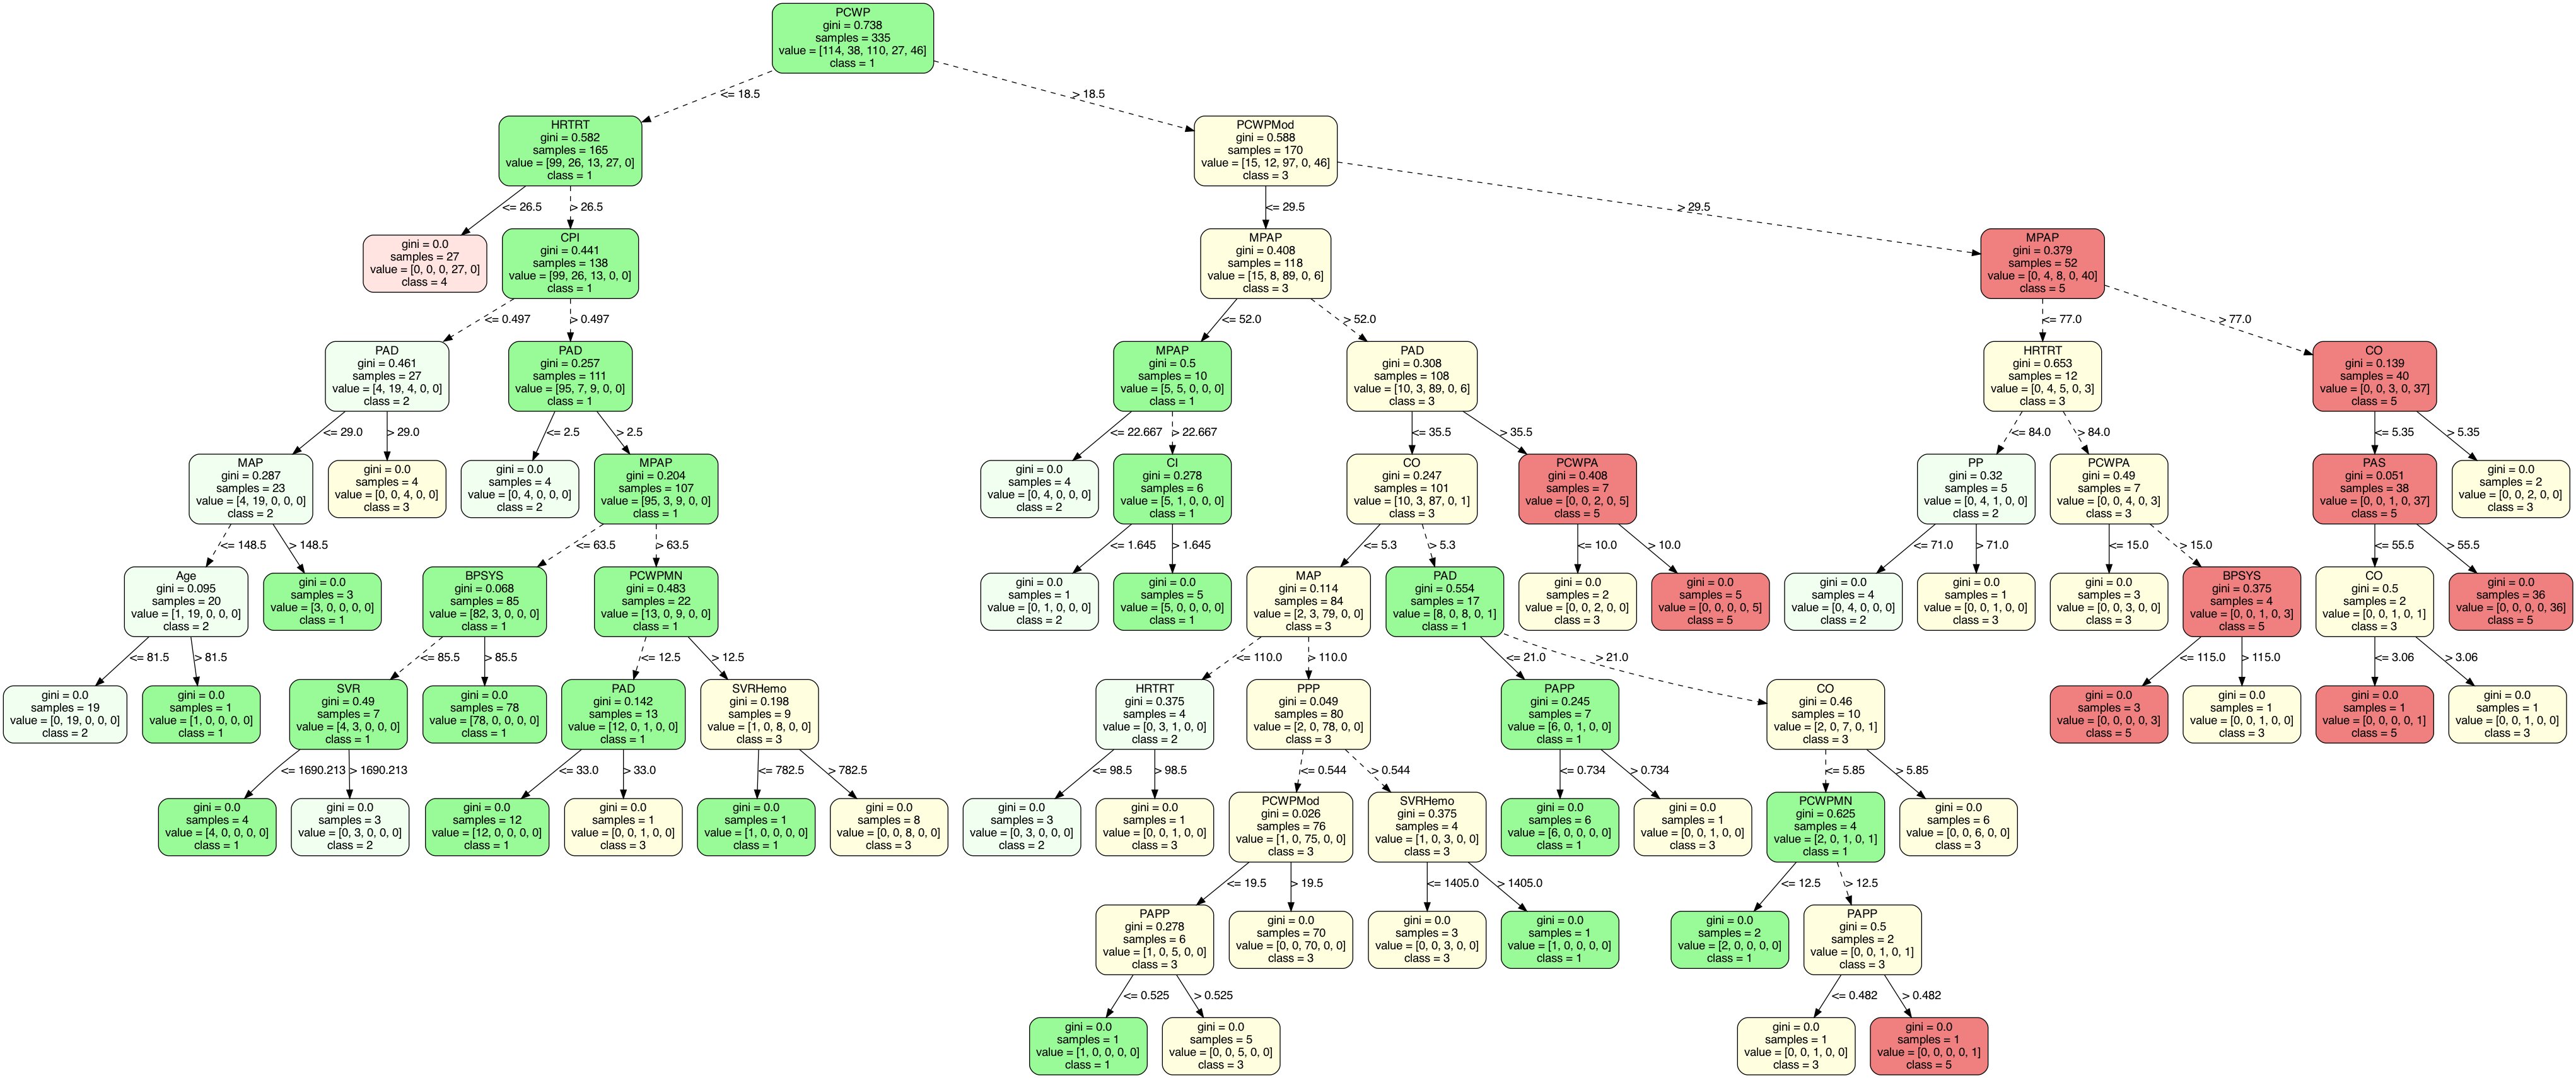 PCWP
gini = 0.738
samples = 335
value = [114, 38, 110, 27, 46]
class = 1
<= 18.5
> 18.5
HRTRT
gini = 0.582
samples = 165
value = [99, 26, 13, 27, 0]
class = 1
PCWPMod
gini = 0.588
samples = 170
value = [15, 12, 97, 0, 46]
class = 3
<= 26.5
> 26.5
<= 29.5
> 29.5
gini = 0.0
samples = 27
value = [0, 0, 0, 27, 0]
class = 4
CPI
gini = 0.441
samples = 138
value = [99, 26, 13, 0, 0]
class = 1
MPAP
gini = 0.408
samples = 118
value = [15, 8, 89, 0, 6]
class = 3
MPAP
gini = 0.379
samples = 52
value = [0, 4, 8, 0, 40]
class = 5
<= 0.497
> 0.497
<= 52.0
> 52.0
<= 77.0
> 77.0
PAD
gini = 0.461
samples = 27
value = [4, 19, 4, 0, 0]
class = 2
PAD
gini = 0.257
samples = 111
value = [95, 7, 9, 0, 0]
class = 1
MPAP
gini = 0.5
samples = 10
value = [5, 5, 0, 0, 0]
class = 1
PAD
gini = 0.308
samples = 108
value = [10, 3, 89, 0, 6]
class = 3
HRTRT
gini = 0.653
samples = 12
value = [0, 4, 5, 0, 3]
class = 3
CO
gini = 0.139
samples = 40
value = [0, 0, 3, 0, 37]
class = 5
<= 29.0
> 29.0
<= 2.5
> 2.5
<= 22.667
> 22.667
<= 35.5
> 35.5
<= 84.0
> 84.0
<= 5.35
> 5.35
MAP
gini = 0.287
samples = 23
value = [4, 19, 0, 0, 0]
class = 2
gini = 0.0
samples = 4
value = [0, 0, 4, 0, 0]
class = 3
gini = 0.0
samples = 4
value = [0, 4, 0, 0, 0]
class = 2
MPAP
gini = 0.204
samples = 107
value = [95, 3, 9, 0, 0]
class = 1
gini = 0.0
samples = 4
value = [0, 4, 0, 0, 0]
class = 2
CI
gini = 0.278
samples = 6
value = [5, 1, 0, 0, 0]
class = 1
CO
gini = 0.247
samples = 101
value = [10, 3, 87, 0, 1]
class = 3
PCWPA
gini = 0.408
samples = 7
value = [0, 0, 2, 0, 5]
class = 5
PP
gini = 0.32
samples = 5
value = [0, 4, 1, 0, 0]
class = 2
PCWPA
gini = 0.49
samples = 7
value = [0, 0, 4, 0, 3]
class = 3
PAS
gini = 0.051
samples = 38
value = [0, 0, 1, 0, 37]
class = 5
gini = 0.0
samples = 2
value = [0, 0, 2, 0, 0]
class = 3
<= 148.5
> 148.5
<= 63.5
> 63.5
<= 1.645
> 1.645
<= 5.3
> 5.3
<= 10.0
> 10.0
<= 71.0
> 71.0
<= 15.0
> 15.0
<= 55.5
> 55.5
Age
gini = 0.095
samples = 20
value = [1, 19, 0, 0, 0]
class = 2
gini = 0.0
samples = 3
value = [3, 0, 0, 0, 0]
class = 1
BPSYS
gini = 0.068
samples = 85
value = [82, 3, 0, 0, 0]
class = 1
PCWPMN
gini = 0.483
samples = 22
value = [13, 0, 9, 0, 0]
class = 1
gini = 0.0
samples = 1
value = [0, 1, 0, 0, 0]
class = 2
gini = 0.0
samples = 5
value = [5, 0, 0, 0, 0]
class = 1
MAP
gini = 0.114
samples = 84
value = [2, 3, 79, 0, 0]
class = 3
PAD
gini = 0.554
samples = 17
value = [8, 0, 8, 0, 1]
class = 1
gini = 0.0
samples = 2
value = [0, 0, 2, 0, 0]
class = 3
gini = 0.0
samples = 5
value = [0, 0, 0, 0, 5]
class = 5
gini = 0.0
samples = 4
value = [0, 4, 0, 0, 0]
class = 2
gini = 0.0
samples = 1
value = [0, 0, 1, 0, 0]
class = 3
gini = 0.0
samples = 3
value = [0, 0, 3, 0, 0]
class = 3
BPSYS
gini = 0.375
samples = 4
value = [0, 0, 1, 0, 3]
class = 5
CO
gini = 0.5
samples = 2
value = [0, 0, 1, 0, 1]
class = 3
gini = 0.0
samples = 36
value = [0, 0, 0, 0, 36]
class = 5
<= 81.5
> 81.5
<= 85.5
> 85.5
<= 12.5
> 12.5
<= 110.0
> 110.0
<= 21.0
> 21.0
<= 115.0
> 115.0
<= 3.06
> 3.06
gini = 0.0
samples = 19
value = [0, 19, 0, 0, 0]
class = 2
gini = 0.0
samples = 1
value = [1, 0, 0, 0, 0]
class = 1
SVR
gini = 0.49
samples = 7
value = [4, 3, 0, 0, 0]
class = 1
gini = 0.0
samples = 78
value = [78, 0, 0, 0, 0]
class = 1
PAD
gini = 0.142
samples = 13
value = [12, 0, 1, 0, 0]
class = 1
SVRHemo
gini = 0.198
samples = 9
value = [1, 0, 8, 0, 0]
class = 3
HRTRT
gini = 0.375
samples = 4
value = [0, 3, 1, 0, 0]
class = 2
PPP
gini = 0.049
samples = 80
value = [2, 0, 78, 0, 0]
class = 3
PAPP
gini = 0.245
samples = 7
value = [6, 0, 1, 0, 0]
class = 1
CO
gini = 0.46
samples = 10
value = [2, 0, 7, 0, 1]
class = 3
gini = 0.0
samples = 3
value = [0, 0, 0, 0, 3]
class = 5
gini = 0.0
samples = 1
value = [0, 0, 1, 0, 0]
class = 3
gini = 0.0
samples = 1
value = [0, 0, 0, 0, 1]
class = 5
gini = 0.0
samples = 1
value = [0, 0, 1, 0, 0]
class = 3
<= 1690.213
> 1690.213
<= 33.0
> 33.0
<= 782.5
> 782.5
<= 98.5
> 98.5
<= 0.544
> 0.544
<= 0.734
> 0.734
<= 5.85
> 5.85
gini = 0.0
samples = 4
value = [4, 0, 0, 0, 0]
class = 1
gini = 0.0
samples = 3
value = [0, 3, 0, 0, 0]
class = 2
gini = 0.0
samples = 12
value = [12, 0, 0, 0, 0]
class = 1
gini = 0.0
samples = 1
value = [0, 0, 1, 0, 0]
class = 3
gini = 0.0
samples = 1
value = [1, 0, 0, 0, 0]
class = 1
gini = 0.0
samples = 8
value = [0, 0, 8, 0, 0]
class = 3
gini = 0.0
samples = 3
value = [0, 3, 0, 0, 0]
class = 2
gini = 0.0
samples = 1
value = [0, 0, 1, 0, 0]
class = 3
PCWPMod
gini = 0.026
samples = 76
value = [1, 0, 75, 0, 0]
class = 3
SVRHemo
gini = 0.375
samples = 4
value = [1, 0, 3, 0, 0]
class = 3
gini = 0.0
samples = 6
value = [6, 0, 0, 0, 0]
class = 1
gini = 0.0
samples = 1
value = [0, 0, 1, 0, 0]
class = 3
PCWPMN
gini = 0.625
samples = 4
value = [2, 0, 1, 0, 1]
class = 1
gini = 0.0
samples = 6
value = [0, 0, 6, 0, 0]
class = 3
<= 19.5
> 19.5
<= 1405.0
> 1405.0
<= 12.5
> 12.5
PAPP
gini = 0.278
samples = 6
value = [1, 0, 5, 0, 0]
class = 3
gini = 0.0
samples = 70
value = [0, 0, 70, 0, 0]
class = 3
gini = 0.0
samples = 3
value = [0, 0, 3, 0, 0]
class = 3
gini = 0.0
samples = 1
value = [1, 0, 0, 0, 0]
class = 1
gini = 0.0
samples = 2
value = [2, 0, 0, 0, 0]
class = 1
PAPP
gini = 0.5
samples = 2
value = [0, 0, 1, 0, 1]
class = 3
<= 0.525
> 0.525
<= 0.482
> 0.482
gini = 0.0
samples = 1
value = [1, 0, 0, 0, 0]
class = 1
gini = 0.0
samples = 5
value = [0, 0, 5, 0, 0]
class = 3
gini = 0.0
samples = 1
value = [0, 0, 1, 0, 0]
class = 3
gini = 0.0
samples = 1
value = [0, 0, 0, 0, 1]
class = 5